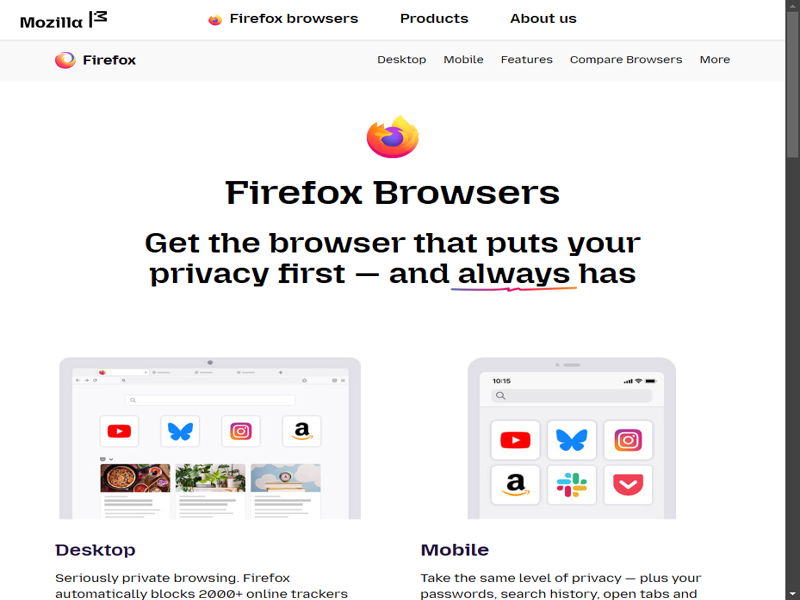 Mozilla
Firefox browsers
Products
About us
Firefox
Desktop
Mobile
Features
Compare Browsers
More
Firefox Browsers
Get the browser that puts your
privacy first — and always has
10:15
Desktop
Seriously private browsing. Firefox
automatically blocks 2000+ online trackers
Mobile
Take the same level of privacy — plus your
passwords, search history, open tabs and